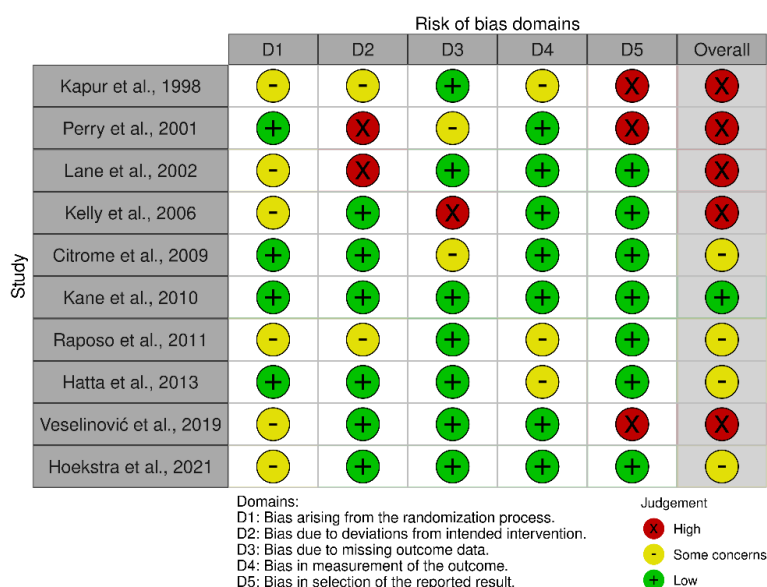 Risk of bias domains
D1 D2 D3 D4 D5 Overall
Study
Kapur et al., 1998 - - + - X X
Perry et al., 2001 + X - + X X
Lane et al., 2002 - X + + + X
Kelly et al., 2006 - + X + + X
Citrome et al., 2009 + + - + + -
Kane et al., 2010 + + + + + +
Raposo et al., 2011 - - + - + -
Hatta et al., 2013 + + + - + -
Veselinović et al., 2019 - + + + X X
Hoekstra et al., 2021 - + + + + -
Domains:
D1: Bias arising from the randomization process.
D2: Bias due to deviations from intended intervention.
D3: Bias due to missing outcome data.
D4: Bias in measurement of the outcome.
D5: Bias in selection of the reported result.
Judgement
X High
- Some concerns
+ Low